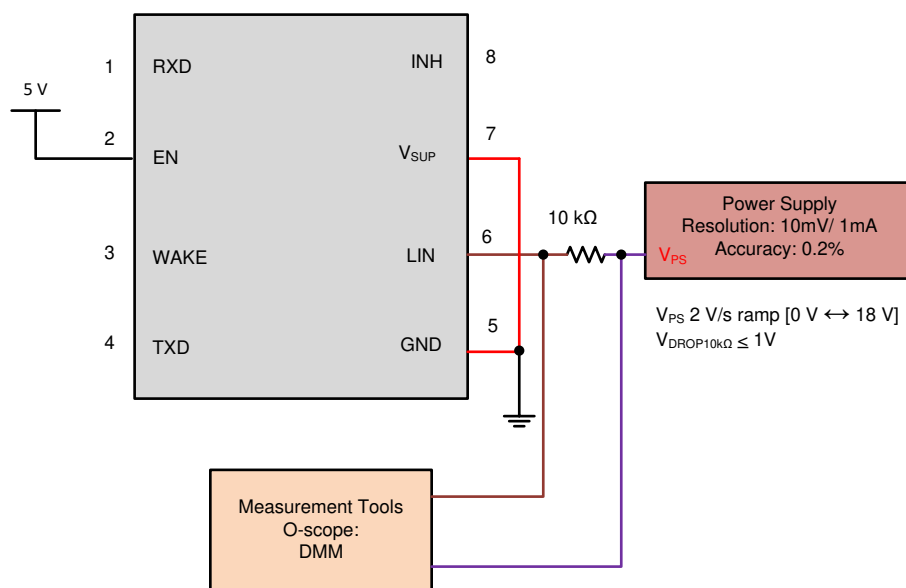 1
RXD
INH
8
5 V
2
EN
VSUP
7
3
WAKE
LIN
6
10 kΩ
4
TXD
GND
5
Power Supply
Resolution: 10mV/ 1mA
Accuracy: 0.2%
VPS
VPS 2 V/s ramp [0 V ↔ 18 V]
VDROP10kΩ ≤ 1V
Measurement Tools
O-scope:
DMM